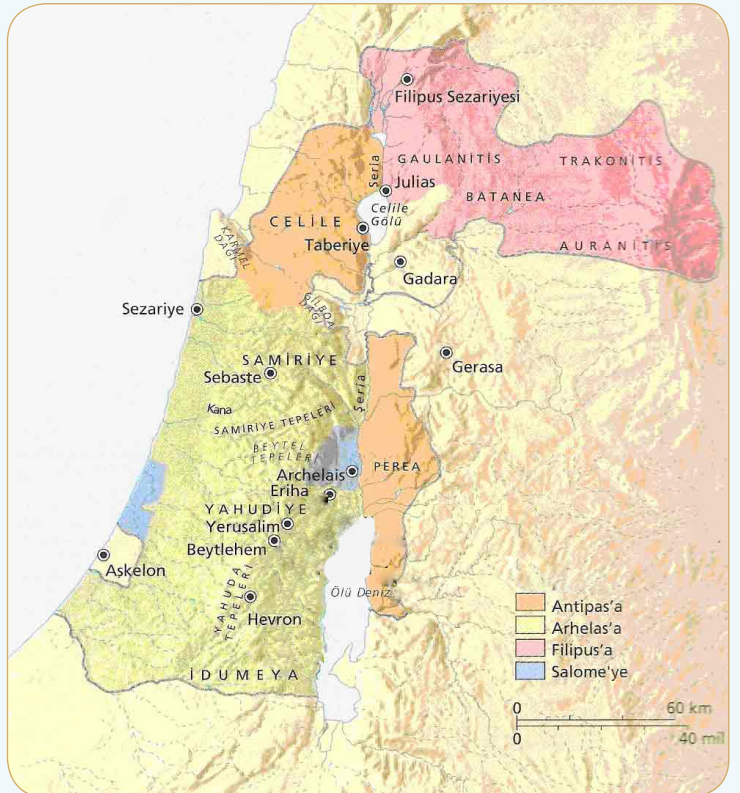 Filipus Sezariyesi
GAULANITİS
TRAKONİTİS
Şeria
Julias
BATANEA
Celile
Gölü
CELİLE
Taberiye
KARMEL
DAĞI
AURANİTİS
Gadara
GİLBOA
DAĞI
Sezariye
SAMİRİYE
Gerasa
Sebaste
Şeria
Kana
SAMİRİYE TEPELERİ
BEYTEL
TEPELERİ
PEREA
Archelais
Eriha
YAHUDİYE
Yerusalim
Beytlehem
Askelon
YAHUDA
TEPELERİ
Ölü Deniz
Hevron
İDUMEYA
Antipas'a
Arhelas'a
Filipus'a
Salome'ye
0 60 km
0 40 mil